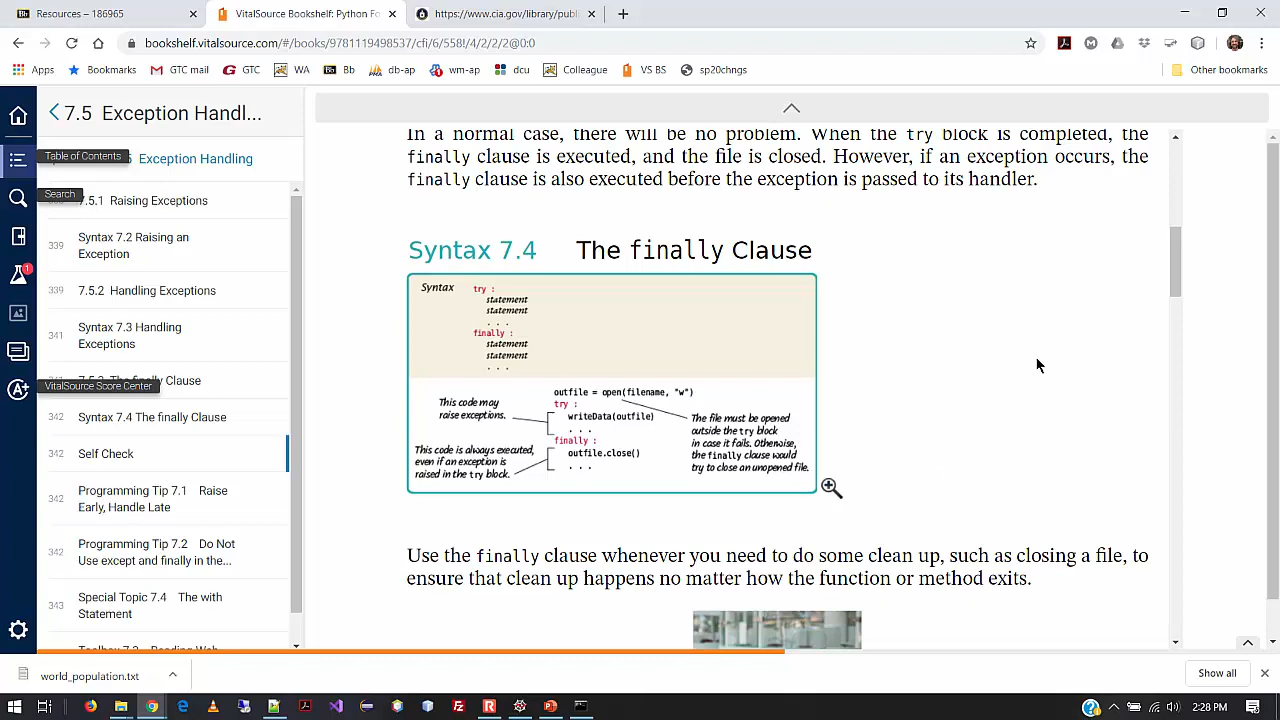 Resources – 186965
VitalSource Bookshelf: Python Fo
https://www.cia.gov/library/publ
bookshelf.vitalsource.com/#/books/9781119498537/cfi/6/558!/4/2/2/2@0:0
Apps
Bookmarks
GTC mail
GTC
WA
Bb
db-ap
wm-ap
dcu
Colleague
VS BS
sp20chngs
Other bookmarks
7.5 Exception Handl...
Table of Contents
Exception Handling
Search
7.5.1 Raising Exceptions
339
Syntax 7.2 Raising an
Exception
339
7.5.2 Handling Exceptions
341
Syntax 7.3 Handling
Exceptions
VitalSource Score Center
Clause
342
Syntax 7.4 The finally Clause
342
Self Check
342
Programming Tip 7.1 Raise
Early, Handle Late
342
Programming Tip 7.2 Do Not
Use except and finally in the...
343
Special Topic 7.4 The with
Statement
In a normal case, there will be no problem. When the try block is completed, the
finally clause is executed, and the file is closed. However, if an exception occurs, the
finally clause is also executed before the exception is passed to its handler.
Syntax 7.4 The finally Clause
Syntax
try :
statement
statement
. . .
finally :
statement
statement
. . .
This code may
raise exceptions.
This code is always executed,
even if an exception is
raised in the try block.
outfile = open(filename, "w")
try :
writeData(outfile)
. . .
finally :
outfile.close()
. . .
The file must be opened
outside the try block
in case it fails. Otherwise,
the finally clause would
try to close an unopened file.
Use the finally clause whenever you need to do some clean up, such as closing a file, to
ensure that clean up happens no matter how the function or method exits.
world_population.txt
Show all
2:28 PM